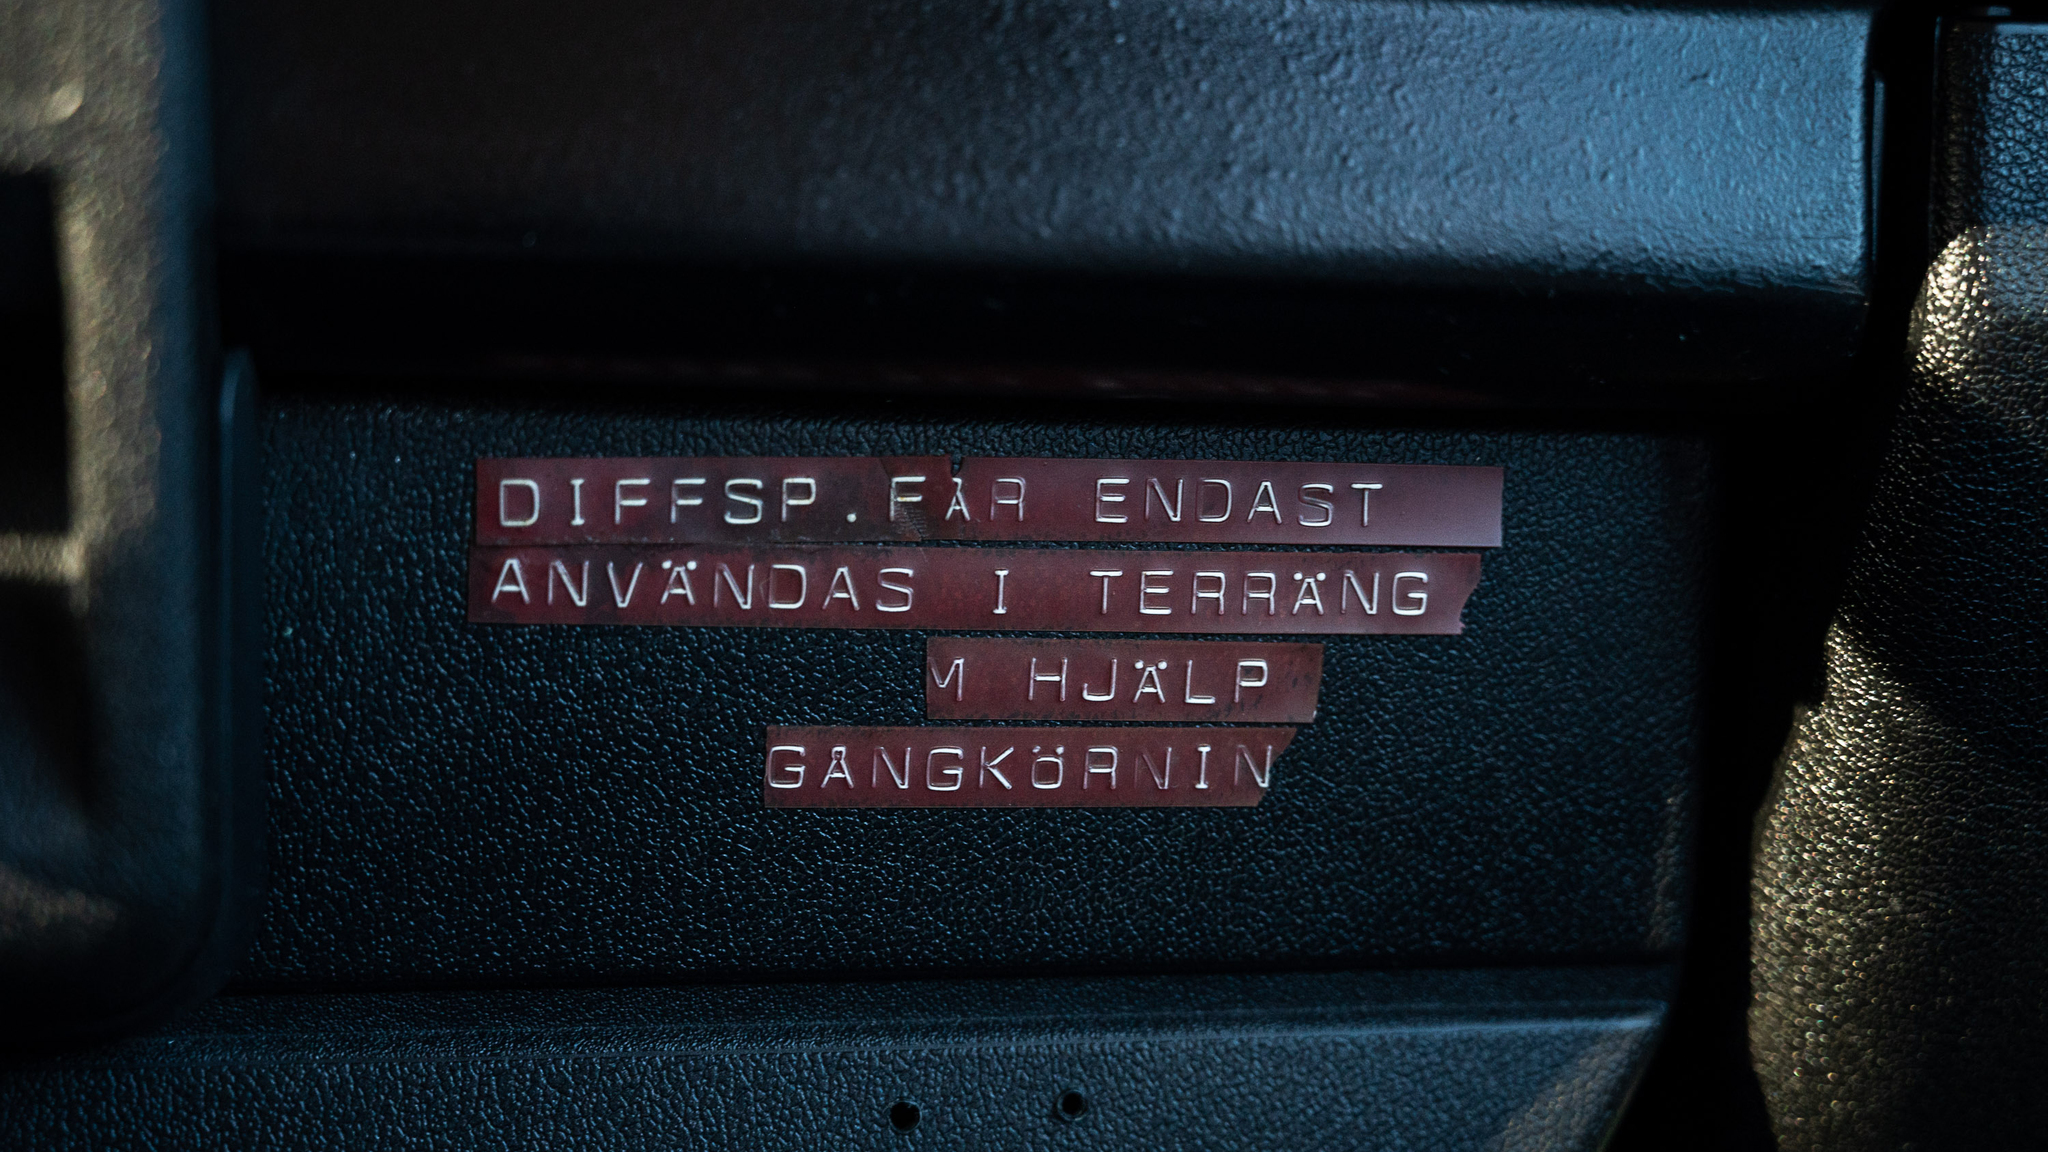 DIFFSP. FÅR ENDAST
ANVÄNDAS I TERRÄNG
M HJÄLP
GÅNGKÖRNIN